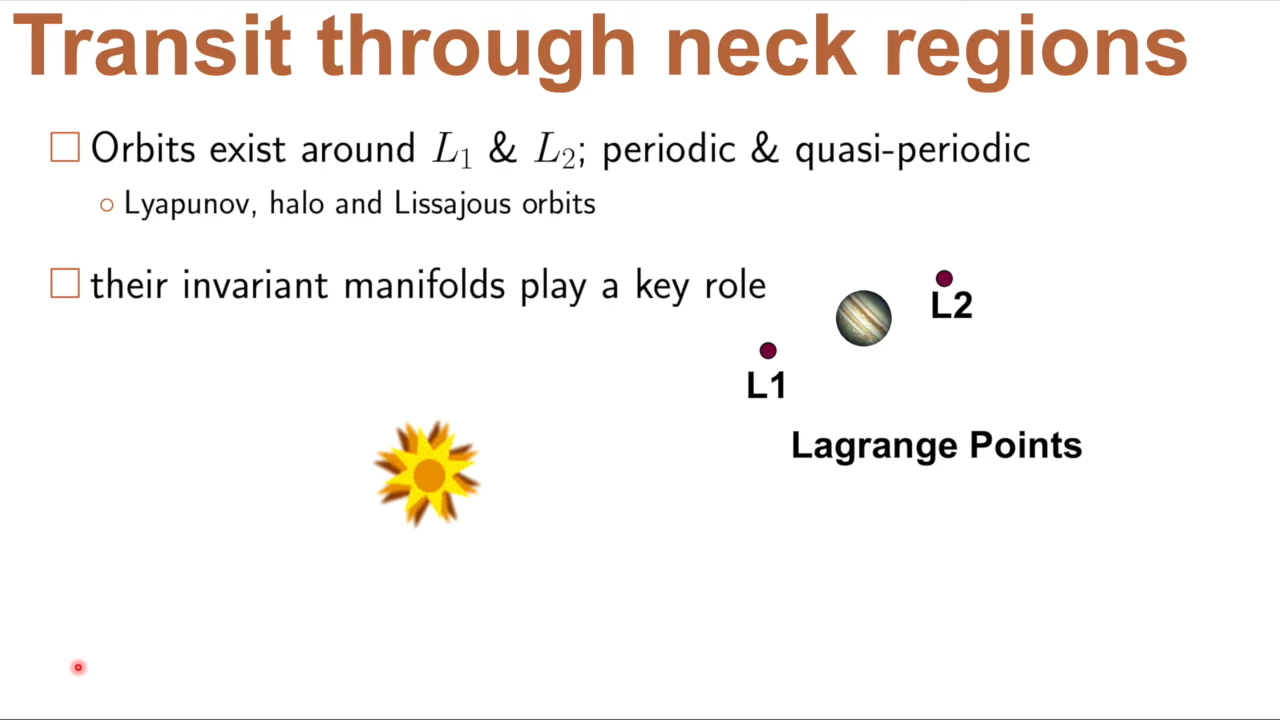 Transit through neck regions
Orbits exist around L₁ & L₂; periodic & quasi-periodic
Lyapunov, halo and Lissajous orbits
their invariant manifolds play a key role
L2
L1
Lagrange Points